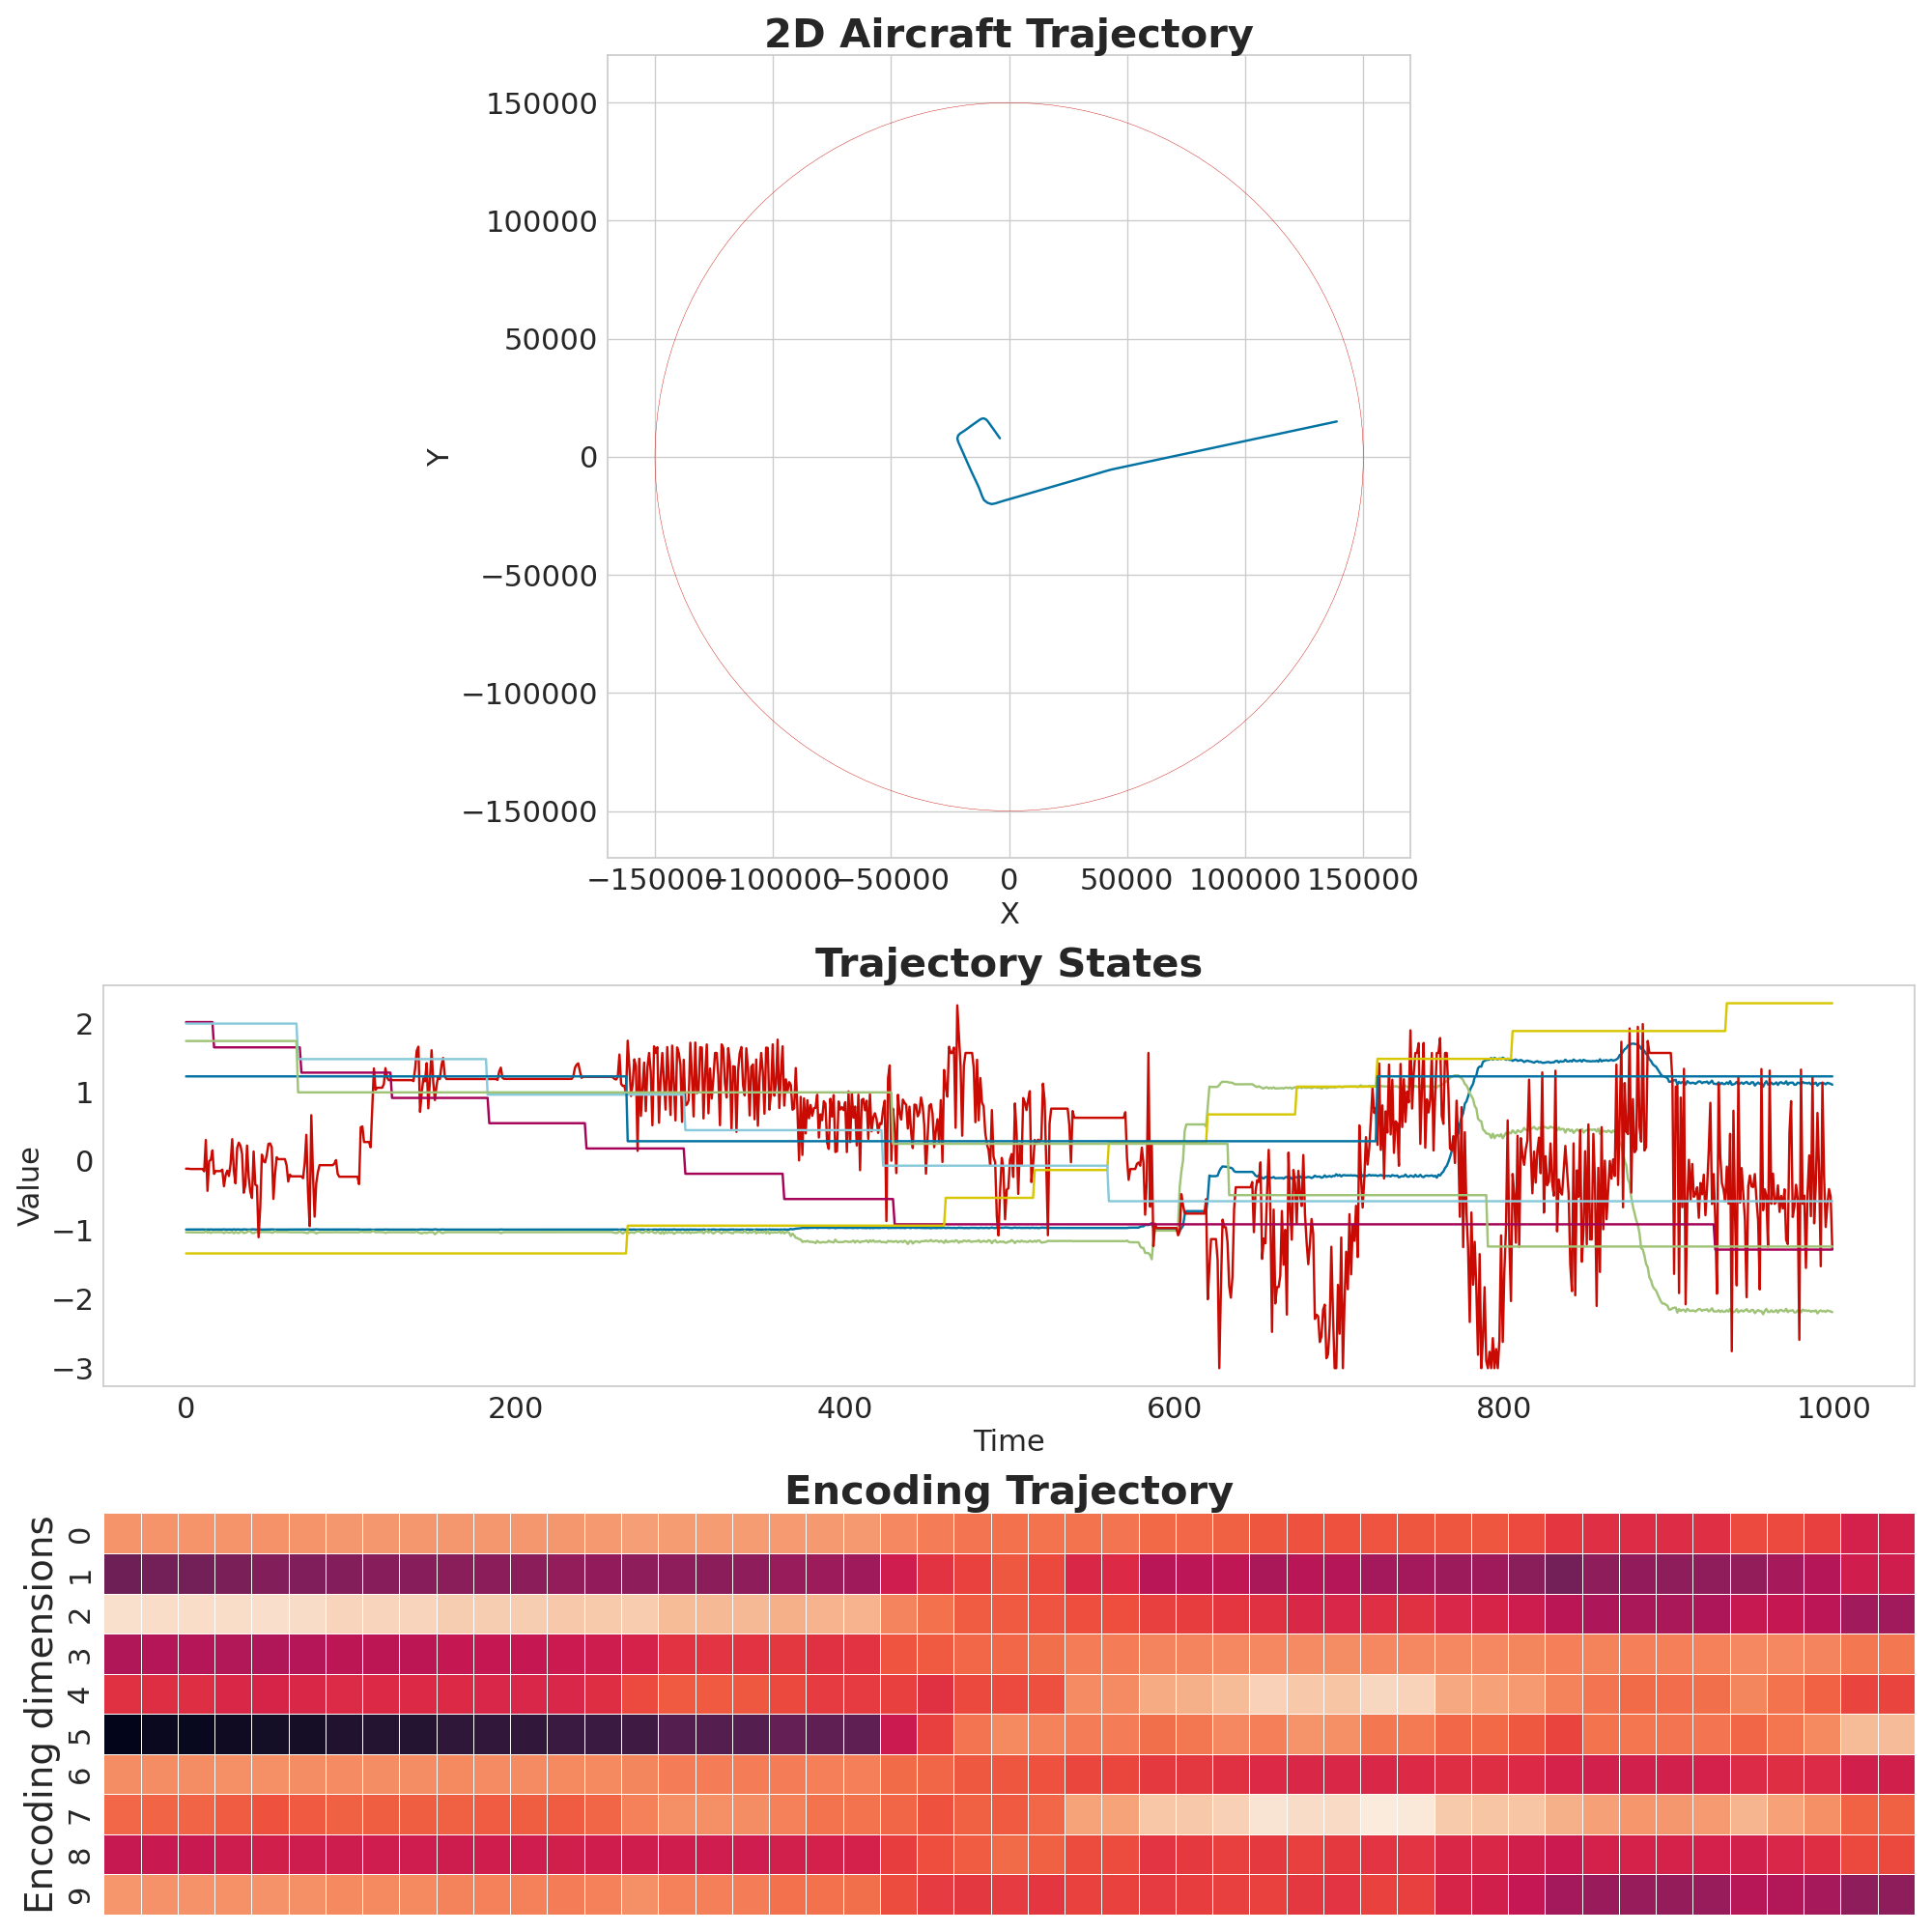 2D Aircraft Trajectory
150000
100000
50000
0
−50000
−100000
−150000
Y
−150000 −100000 −50000 0 50000 100000 150000
X
Trajectory States
2
1
0
−1
−2
−3
Value
0 200 400 600 800 1000
Time
Encoding Trajectory
Encoding dimensions
0
1
2
3
4
5
6
7
8
9